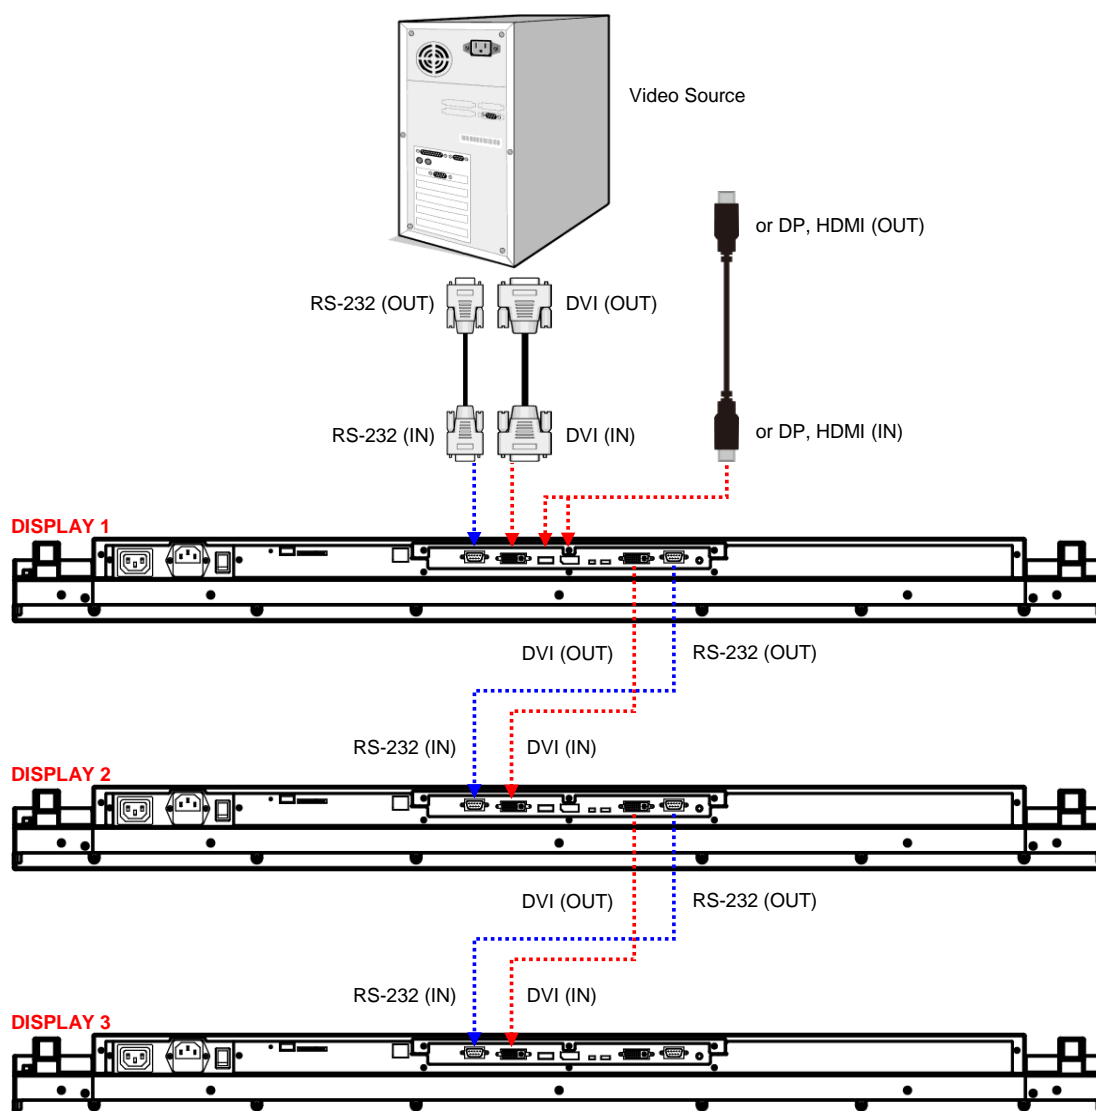 Video Source
or DP, HDMI (OUT)
RS-232 (OUT)
DVI (OUT)
RS-232 (IN)
DVI (IN)
or DP, HDMI (IN)
DISPLAY 1
DVI (OUT)
RS-232 (OUT)
RS-232 (IN)
DVI (IN)
DISPLAY 2
DVI (OUT)
RS-232 (OUT)
RS-232 (IN)
DVI (IN)
DISPLAY 3